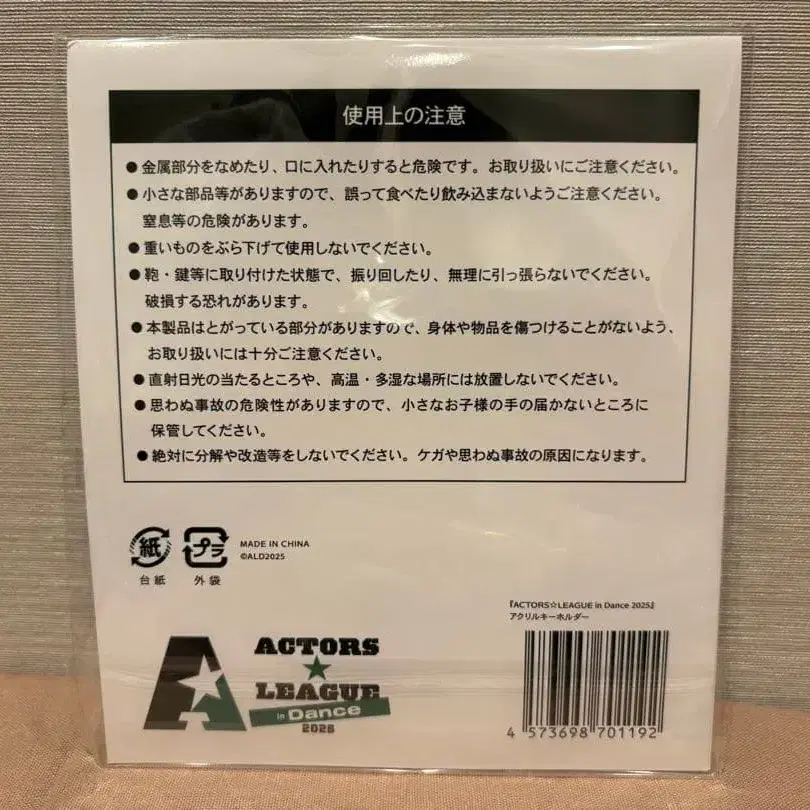 使用上の注意
●金属部分をなめたり、口に入れたりすると危険です。お取り扱いにご注意ください。
●小さな部品等がありますので、誤って食べたり飲み込まないようご注意ください。
窒息等の危険があります。
●重いものをぶら下げて使用しないでください。
●鞄・鍵等に取り付けた状態で、振り回したり、無理に引っ張らないでください。
破損する恐れがあります。
●本製品はとがっている部分がありますので、身体や物品を傷つけることがないよう、
お取り扱いには十分ご注意ください。
●直射日光の当たるところや、高温・多湿な場所には放置しないでください。
●思わぬ事故の危険性がありますので、小さなお子様の手の届かないところに
保管してください。
●絶対に分解や改造等をしないでください。ケガや思わぬ事故の原因になります。
紙
プラ
MADE IN CHINA
©ALD2025
台紙
外袋
『ACTORS☆LEAGUE in Dance 2025』
アクリルキーホルダー
A
ACTORS
★
LEAGUE
in Dance
2025
4 573698 701192